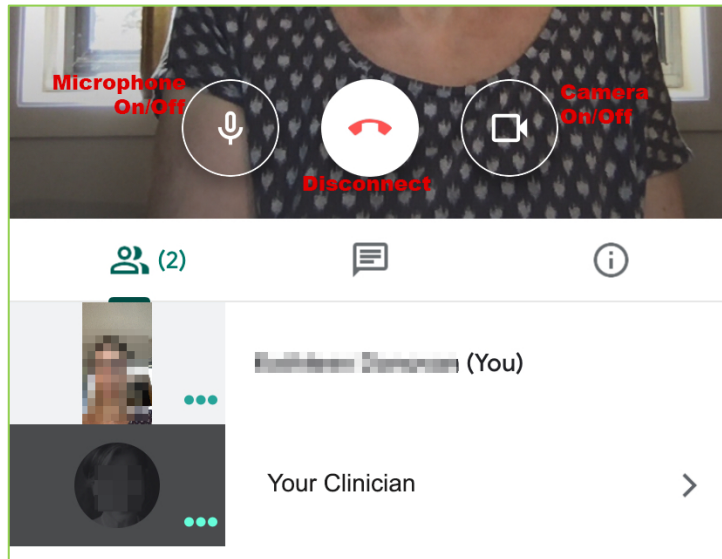 Microphone
On/Off
Camera
On/Off
Disconnect
(2)
(You)
Your Clinician